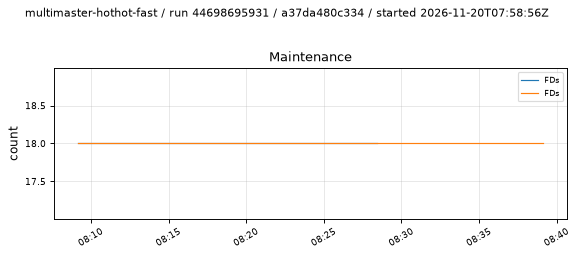 multimaster-hothot-fast / run 44698695931 / a37da480c334 / started 2026-11-20T07:58:56Z
Maintenance
FDs
FDs
count
18.5
18.0
17.5
08:10
08:15
08:20
08:25
08:30
08:35
08:40